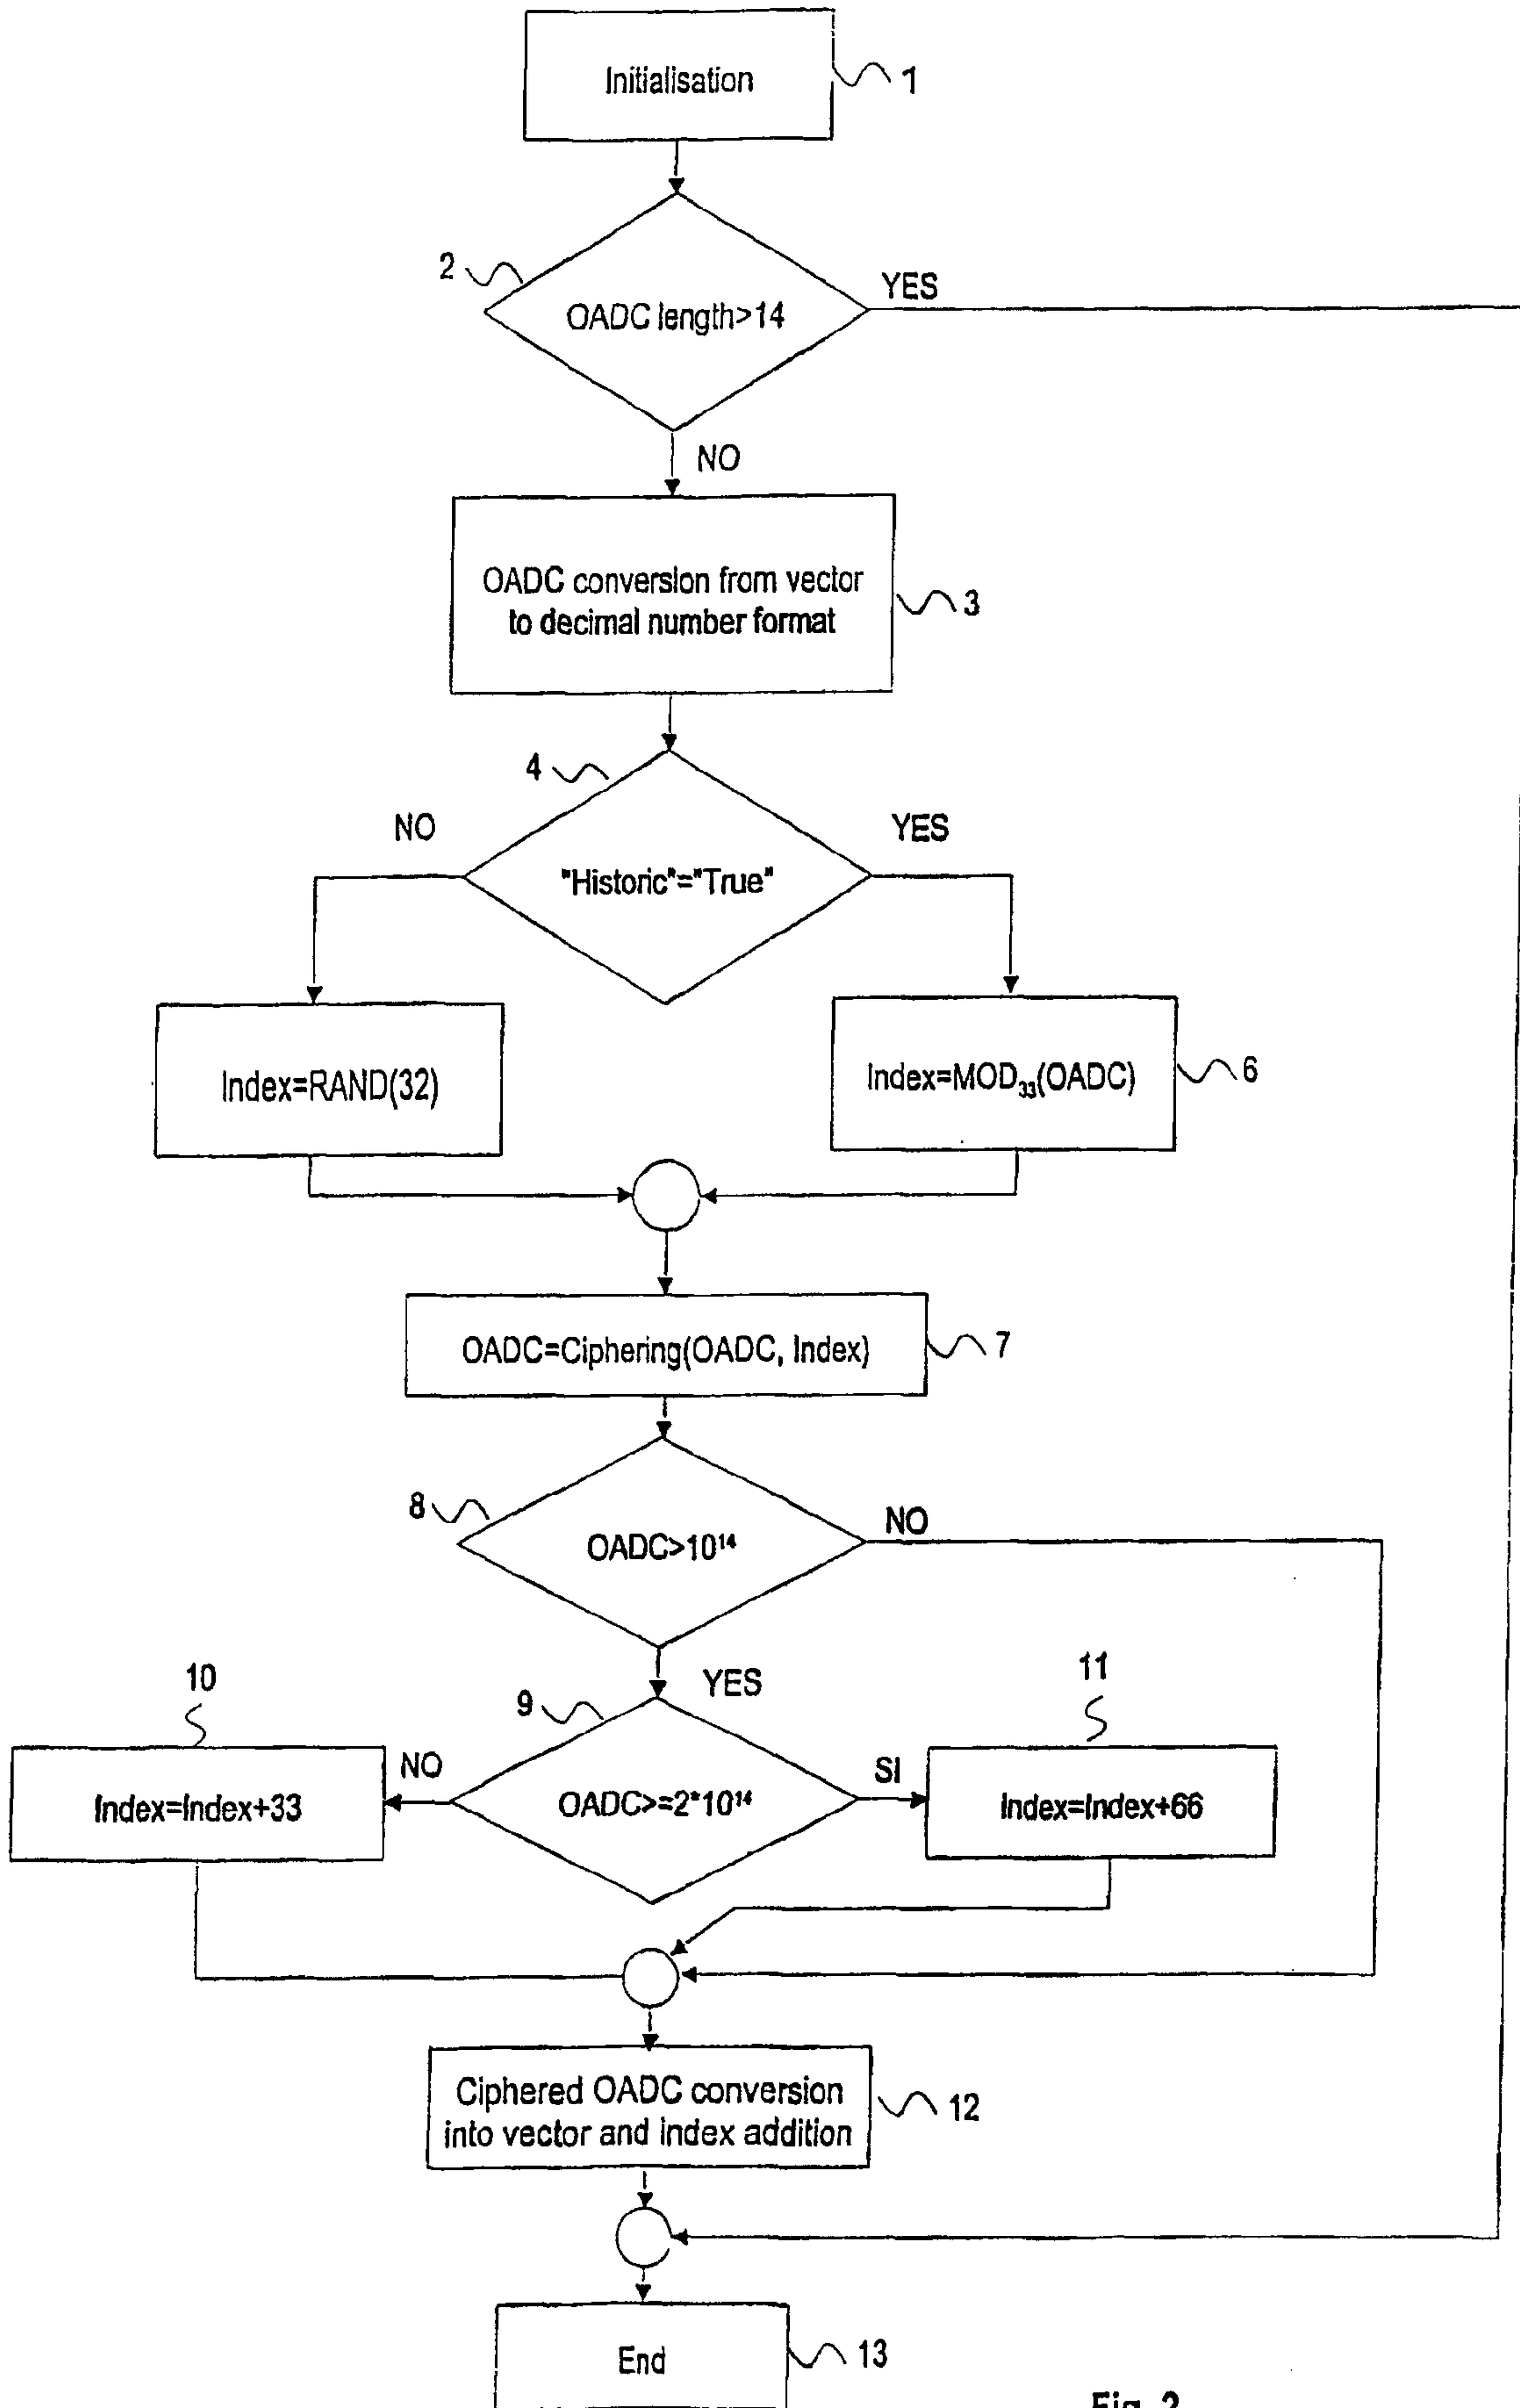 Initialisation
1
2
OADC length>14
YES
NO
OADC conversion from vector
to decimal number format
3
4
NO
YES
"Historic"="True"
Index=RAND(32)
Index=MOD₃₃(OADC)
6
OADC=Ciphering(OADC, Index)
7
8
OADC>10¹⁴
NO
YES
9
10
11
NO
SI
Index=Index+33
OADC>=2*10¹⁴
Index=Index+66
Ciphered OADC conversion
into vector and index addition
12
End
13
Fig. 2